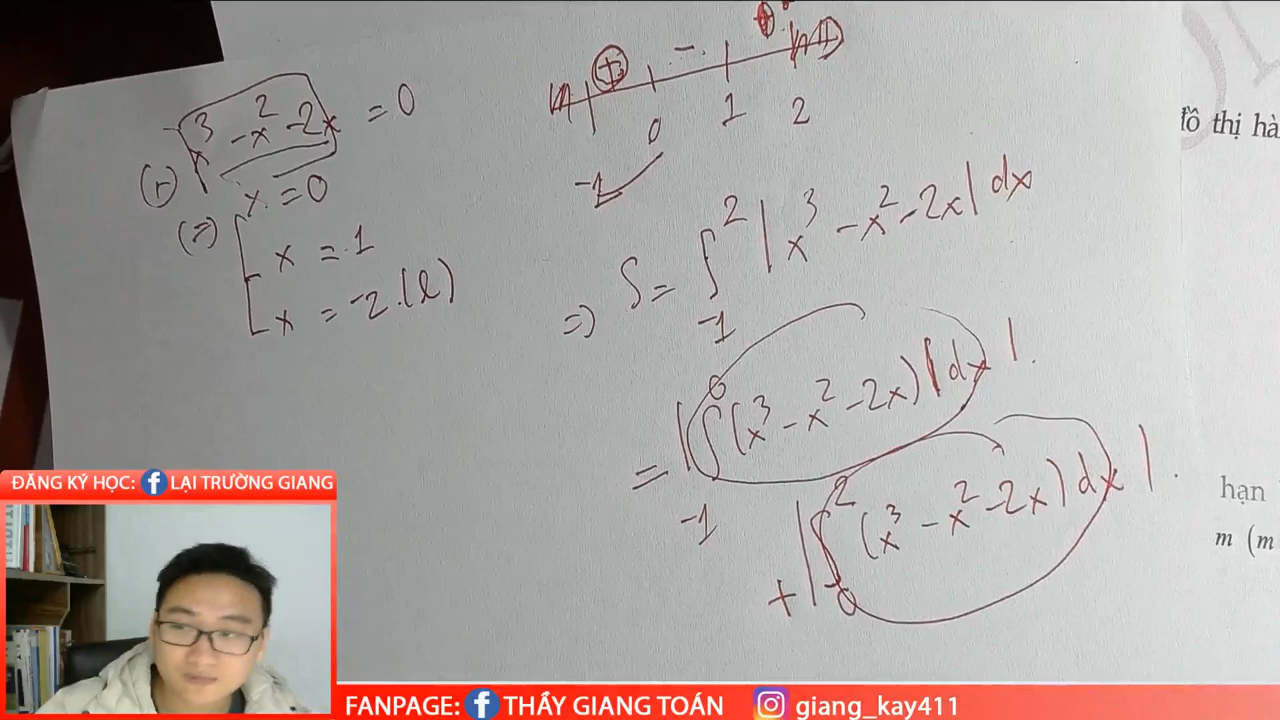 x³ - x² - 2x = 0
(r) x = 0
(=) x = 1
x = -2 (l)
+ - +
-1 0 1 2
=) S = ∫₋₁² |x³ - x² - 2x| dx
= |∫₋₁⁰ (x³ - x² - 2x) dx|
+ |∫₀² (x³ - x² - 2x) dx|
đồ thị hà
hạn
m (m
ĐĂNG KÝ HỌC: f LẠI TRƯỜNG GIANG
FANPAGE: f THẦY GIANG TOÁN giang_kay411